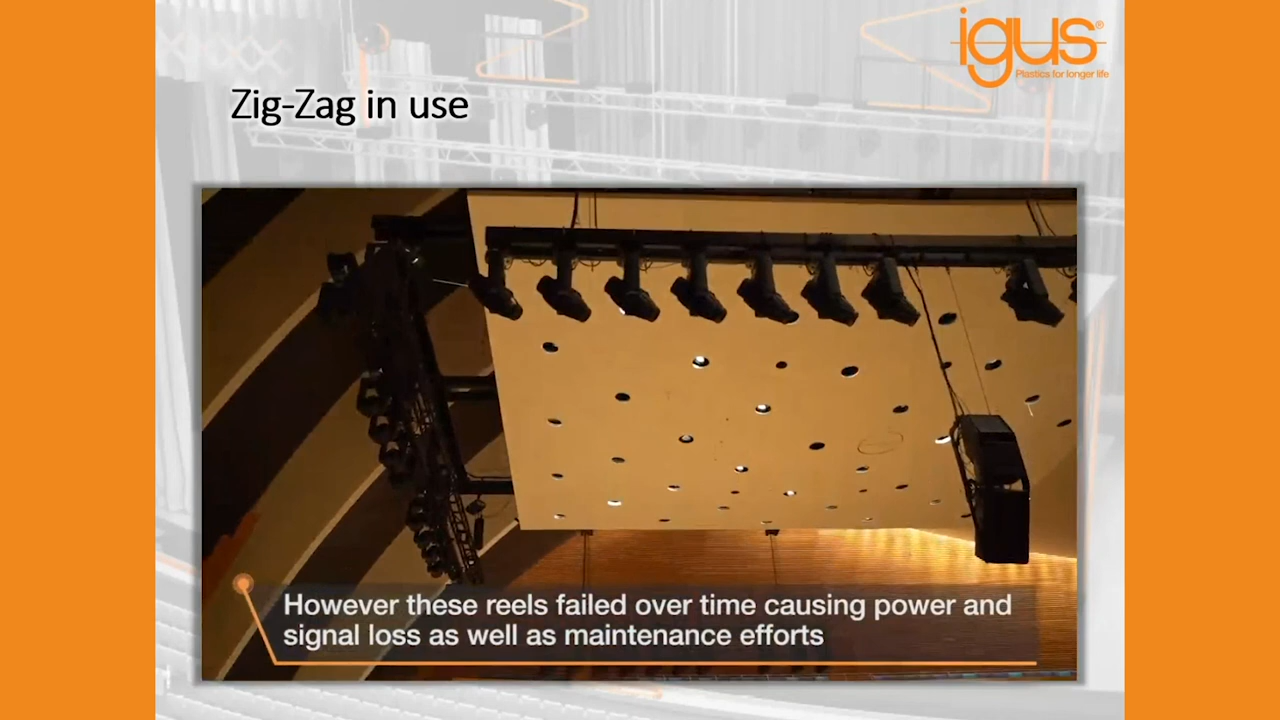 igus®
Plastics for longer life
Zig-Zag in use
However these reels failed over time causing power and
signal loss as well as maintenance efforts